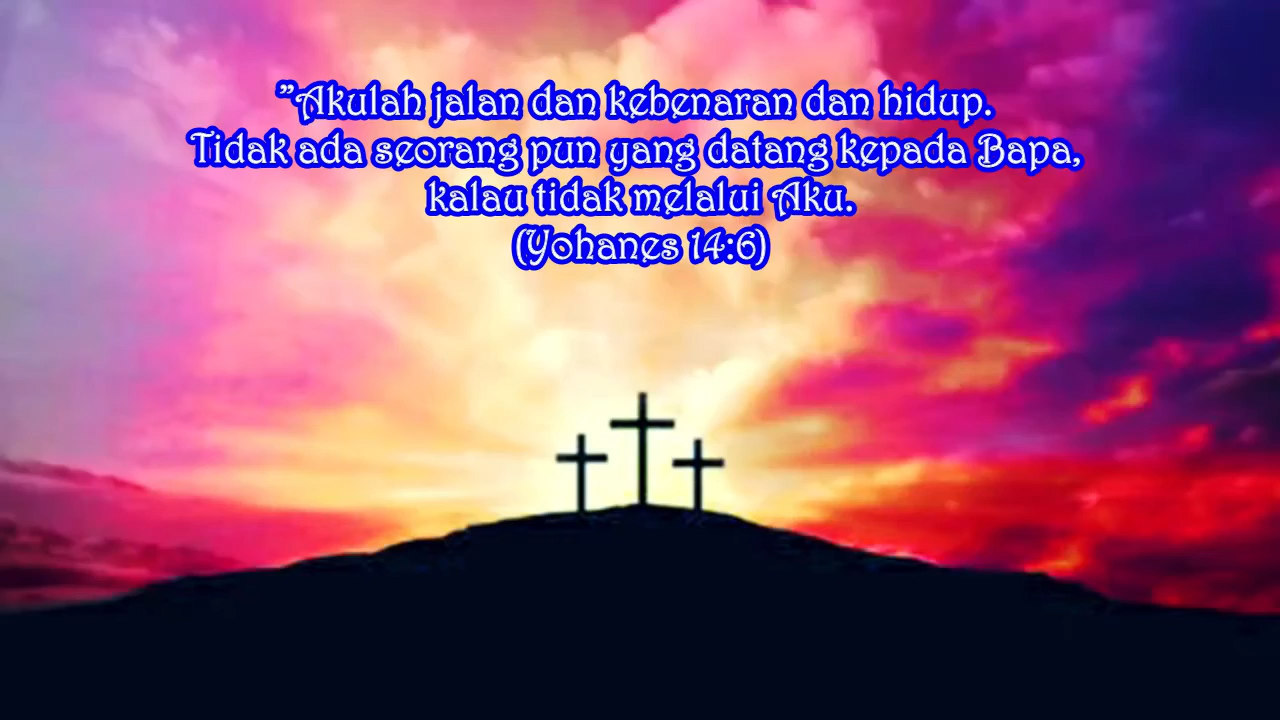 ”Akulah jalan dan kebenaran dan hidup.
Tidak ada seorang pun yang datang kepada Bapa,
kalau tidak melalui Aku.
(Yohanes 14:6)